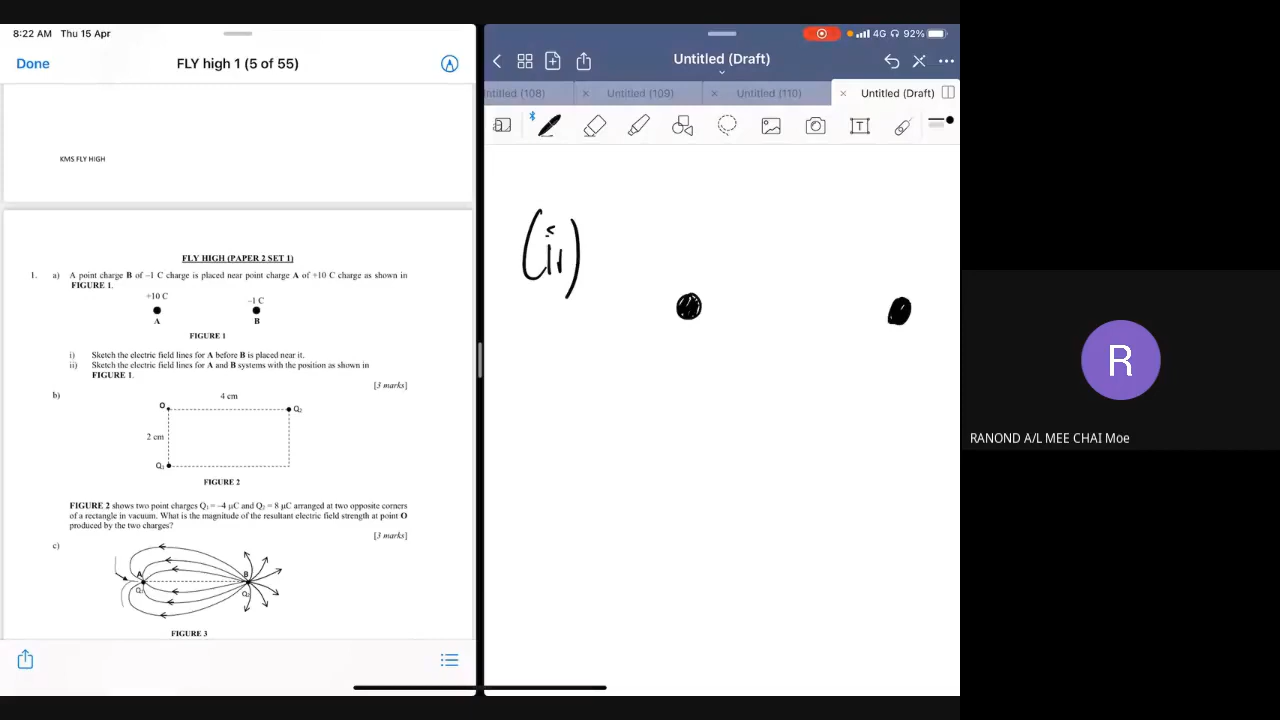 8:22 AM Thu 15 Apr
4G 92%
Done
FLY high 1 (5 of 55)
Untitled (Draft)
ntitled (108)
Untitled (109)
Untitled (110)
Untitled (Draft)
T
KMS FLY HIGH
FLY HIGH (PAPER 2 SET 1)
1. a) A point charge B of –1 C charge is placed near point charge A of +10 C charge as shown in
FIGURE 1.
+10 C –1 C
A B
FIGURE 1
i) Sketch the electric field lines for A before B is placed near it.
ii) Sketch the electric field lines for A and B systems with the position as shown in
FIGURE 1.
[3 marks]
b) 4 cm
O Q2
2 cm
Q1
FIGURE 2
FIGURE 2 shows two point charges Q1 = –4 μC and Q2 = 8 μC arranged at two opposite corners
of a rectangle in vacuum. What is the magnitude of the resultant electric field strength at point O
produced by the two charges?
[3 marks]
c)
A B
Q1 Q2
FIGURE 3
(ii)
R
RANOND A/L MEE CHAI Moe